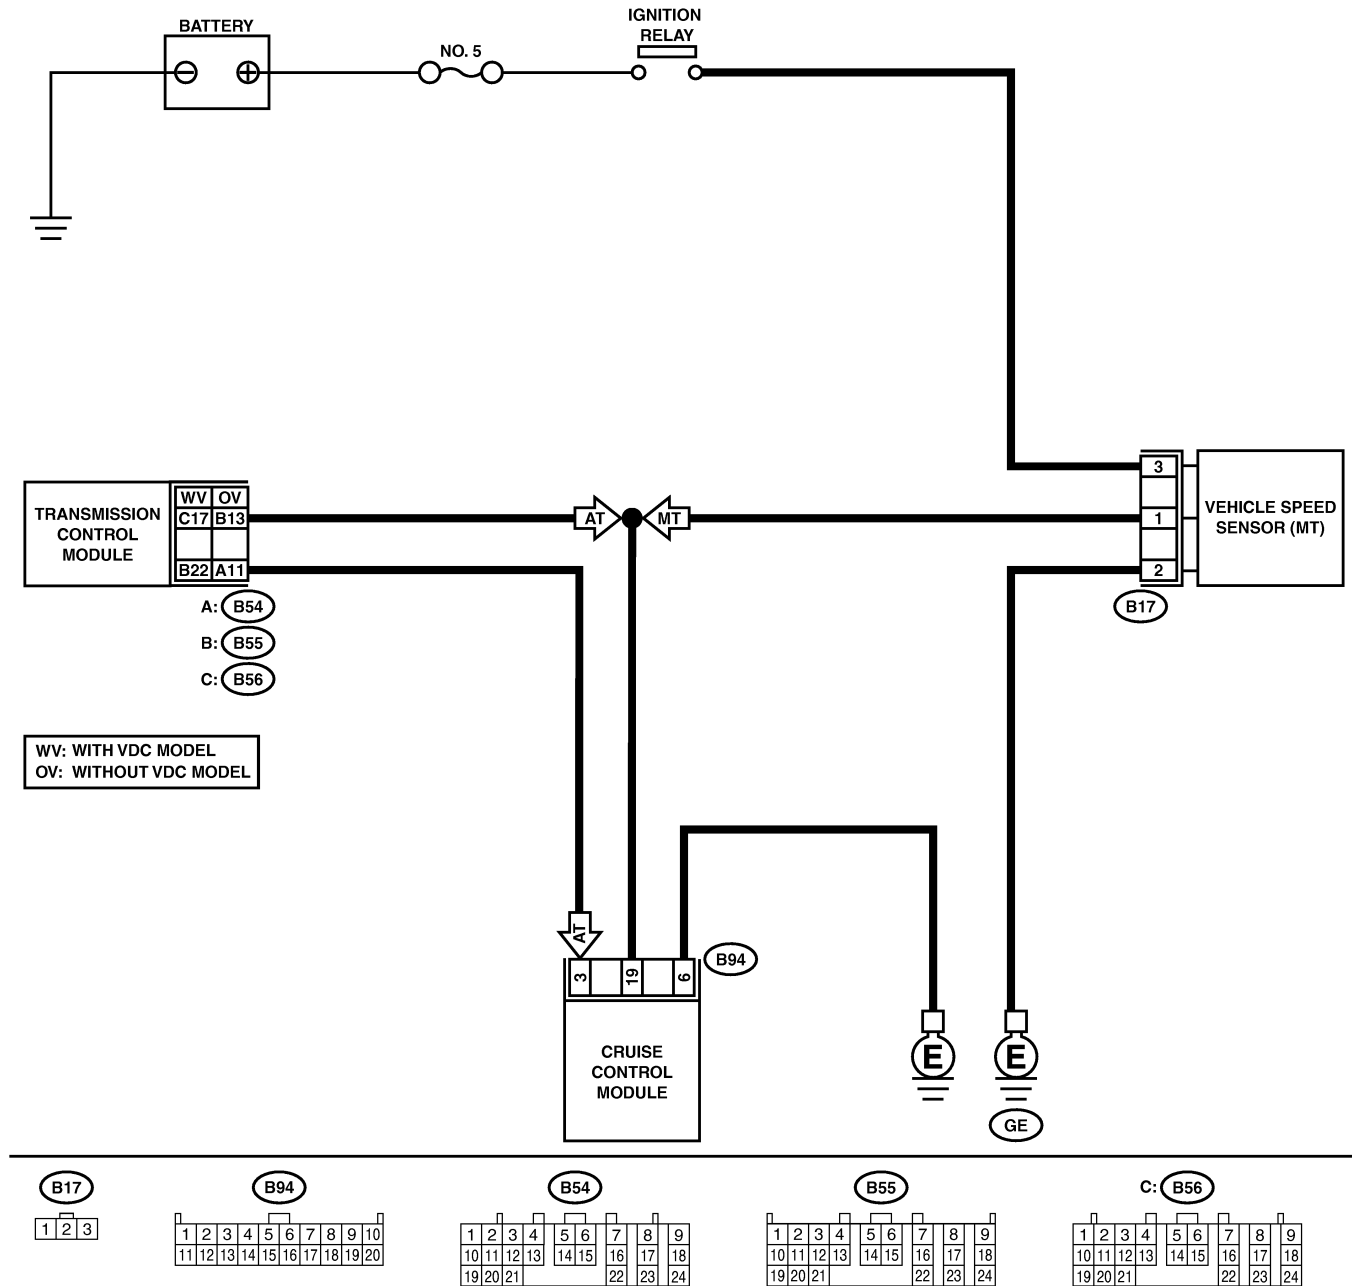 BATTERY
NO. 5
IGNITION
RELAY
TRANSMISSION
CONTROL
MODULE
WV OV
C17 B13
B22 A11
A: B54
B: B55
C: B56
AT
MT
3
1
2
VEHICLE SPEED
SENSOR (MT)
B17
WV: WITH VDC MODEL
OV: WITHOUT VDC MODEL
AT
3 19 6
B94
CRUISE
CONTROL
MODULE
E
E
GE
B17
1 2 3
B94
1 2 3 4 5 6 7 8 9 10
11 12 13 14 15 16 17 18 19 20
B54
1 2 3 4 5 6 7 8 9
10 11 12 13 14 15 16 17 18
19 20 21 22 23 24
B55
1 2 3 4 5 6 7 8 9
10 11 12 13 14 15 16 17 18
19 20 21 22 23 24
C: B56
1 2 3 4 5 6 7 8 9
10 11 12 13 14 15 16 17 18
19 20 21 22 23 24